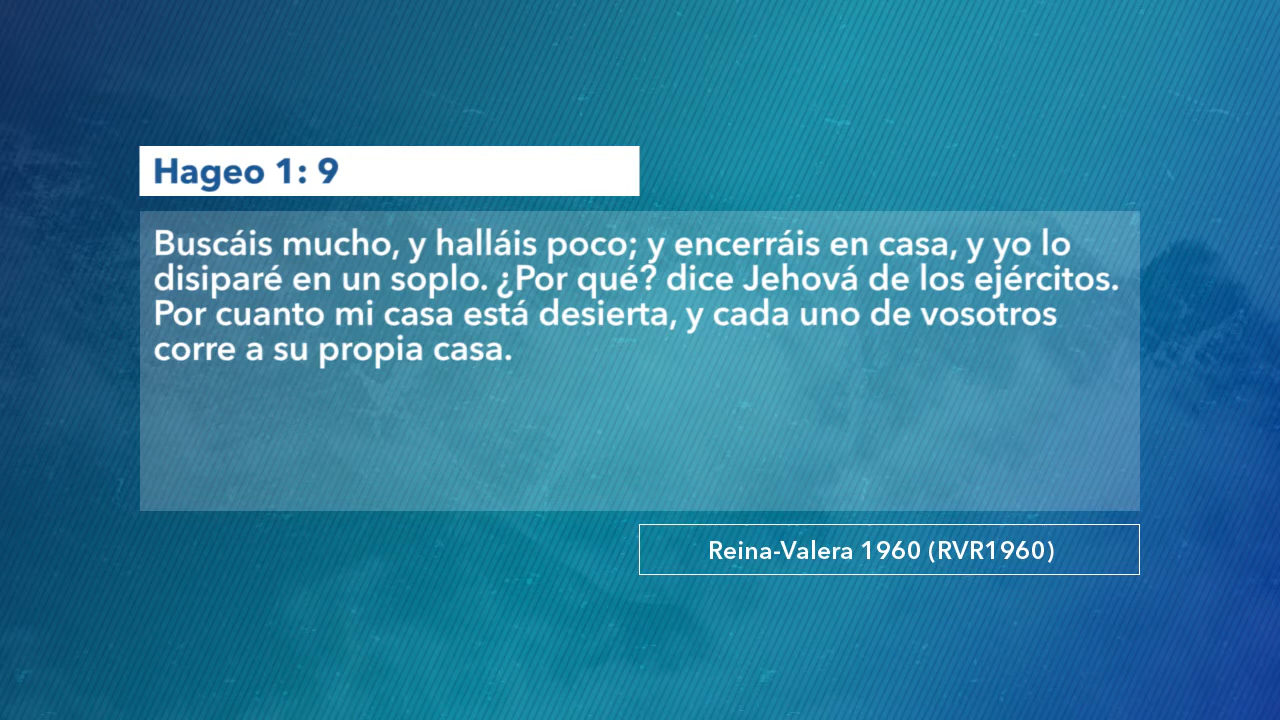 Hageo 1: 9
Buscáis mucho, y halláis poco; y encerráis en casa, y yo lo
disiparé en un soplo. ¿Por qué? dice Jehová de los ejércitos.
Por cuanto mi casa está desierta, y cada uno de vosotros
corre a su propia casa.
Reina-Valera 1960 (RVR1960)